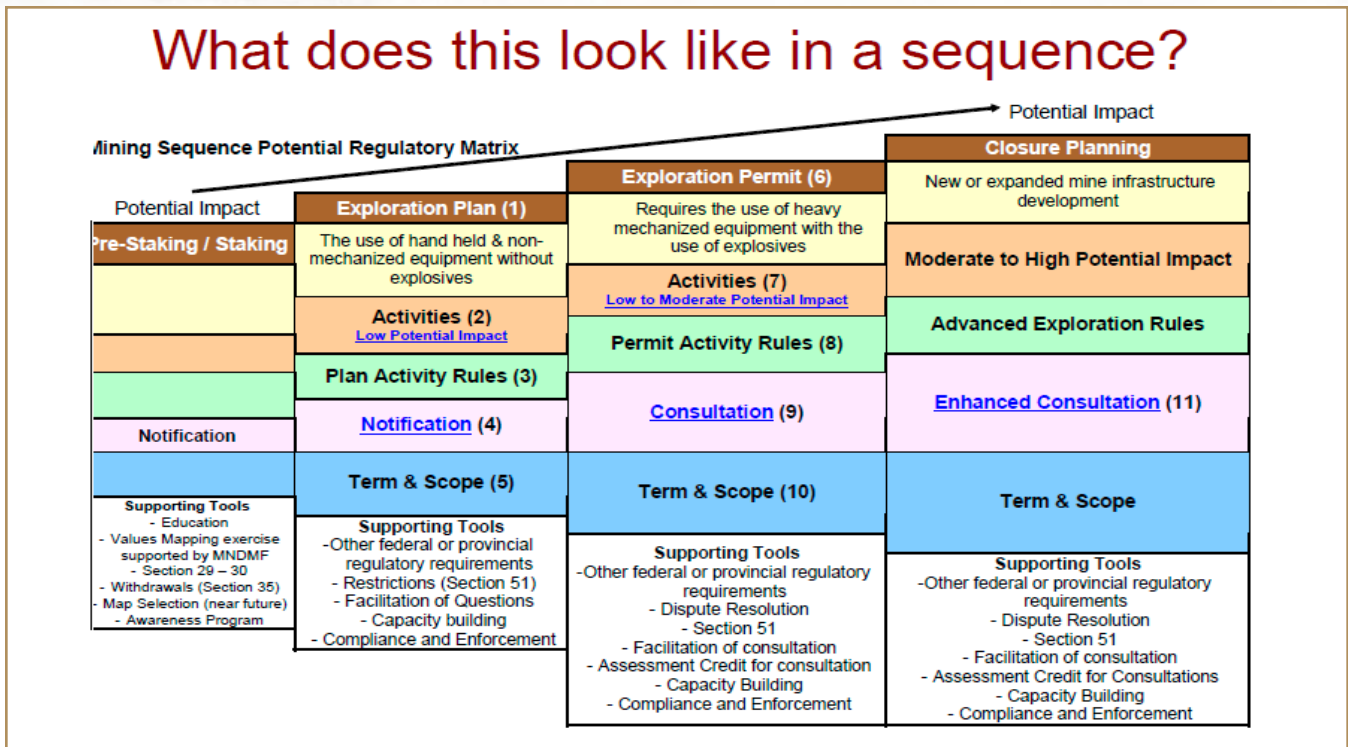 What does this look like in a sequence?
Potential Impact
Mining Sequence Potential Regulatory Matrix
Potential Impact
Pre-Staking / Staking
Notification
Supporting Tools
- Education
- Values Mapping exercise
supported by MNDMF
- Section 29 – 30
- Withdrawals (Section 35)
- Map Selection (near future)
- Awareness Program
Exploration Plan (1)
The use of hand held & non-
mechanized equipment without
explosives
Activities (2)
Low Potential Impact
Plan Activity Rules (3)
Notification (4)
Term & Scope (5)
Supporting Tools
-Other federal or provincial
regulatory requirements
- Restrictions (Section 51)
- Facilitation of Questions
- Capacity building
- Compliance and Enforcement
Exploration Permit (6)
Requires the use of heavy
mechanized equipment with the
use of explosives
Activities (7)
Low to Moderate Potential Impact
Permit Activity Rules (8)
Consultation (9)
Term & Scope (10)
Supporting Tools
-Other federal or provincial regulatory
requirements
- Dispute Resolution
- Section 51
- Facilitation of consultation
- Assessment Credit for consultation
- Capacity Building
- Compliance and Enforcement
Closure Planning
New or expanded mine infrastructure
development
Moderate to High Potential Impact
Advanced Exploration Rules
Enhanced Consultation (11)
Term & Scope
Supporting Tools
-Other federal or provincial regulatory
requirements
- Dispute Resolution
- Section 51
- Facilitation of consultation
- Assessment Credit for Consultations
- Capacity Building
- Compliance and Enforcement